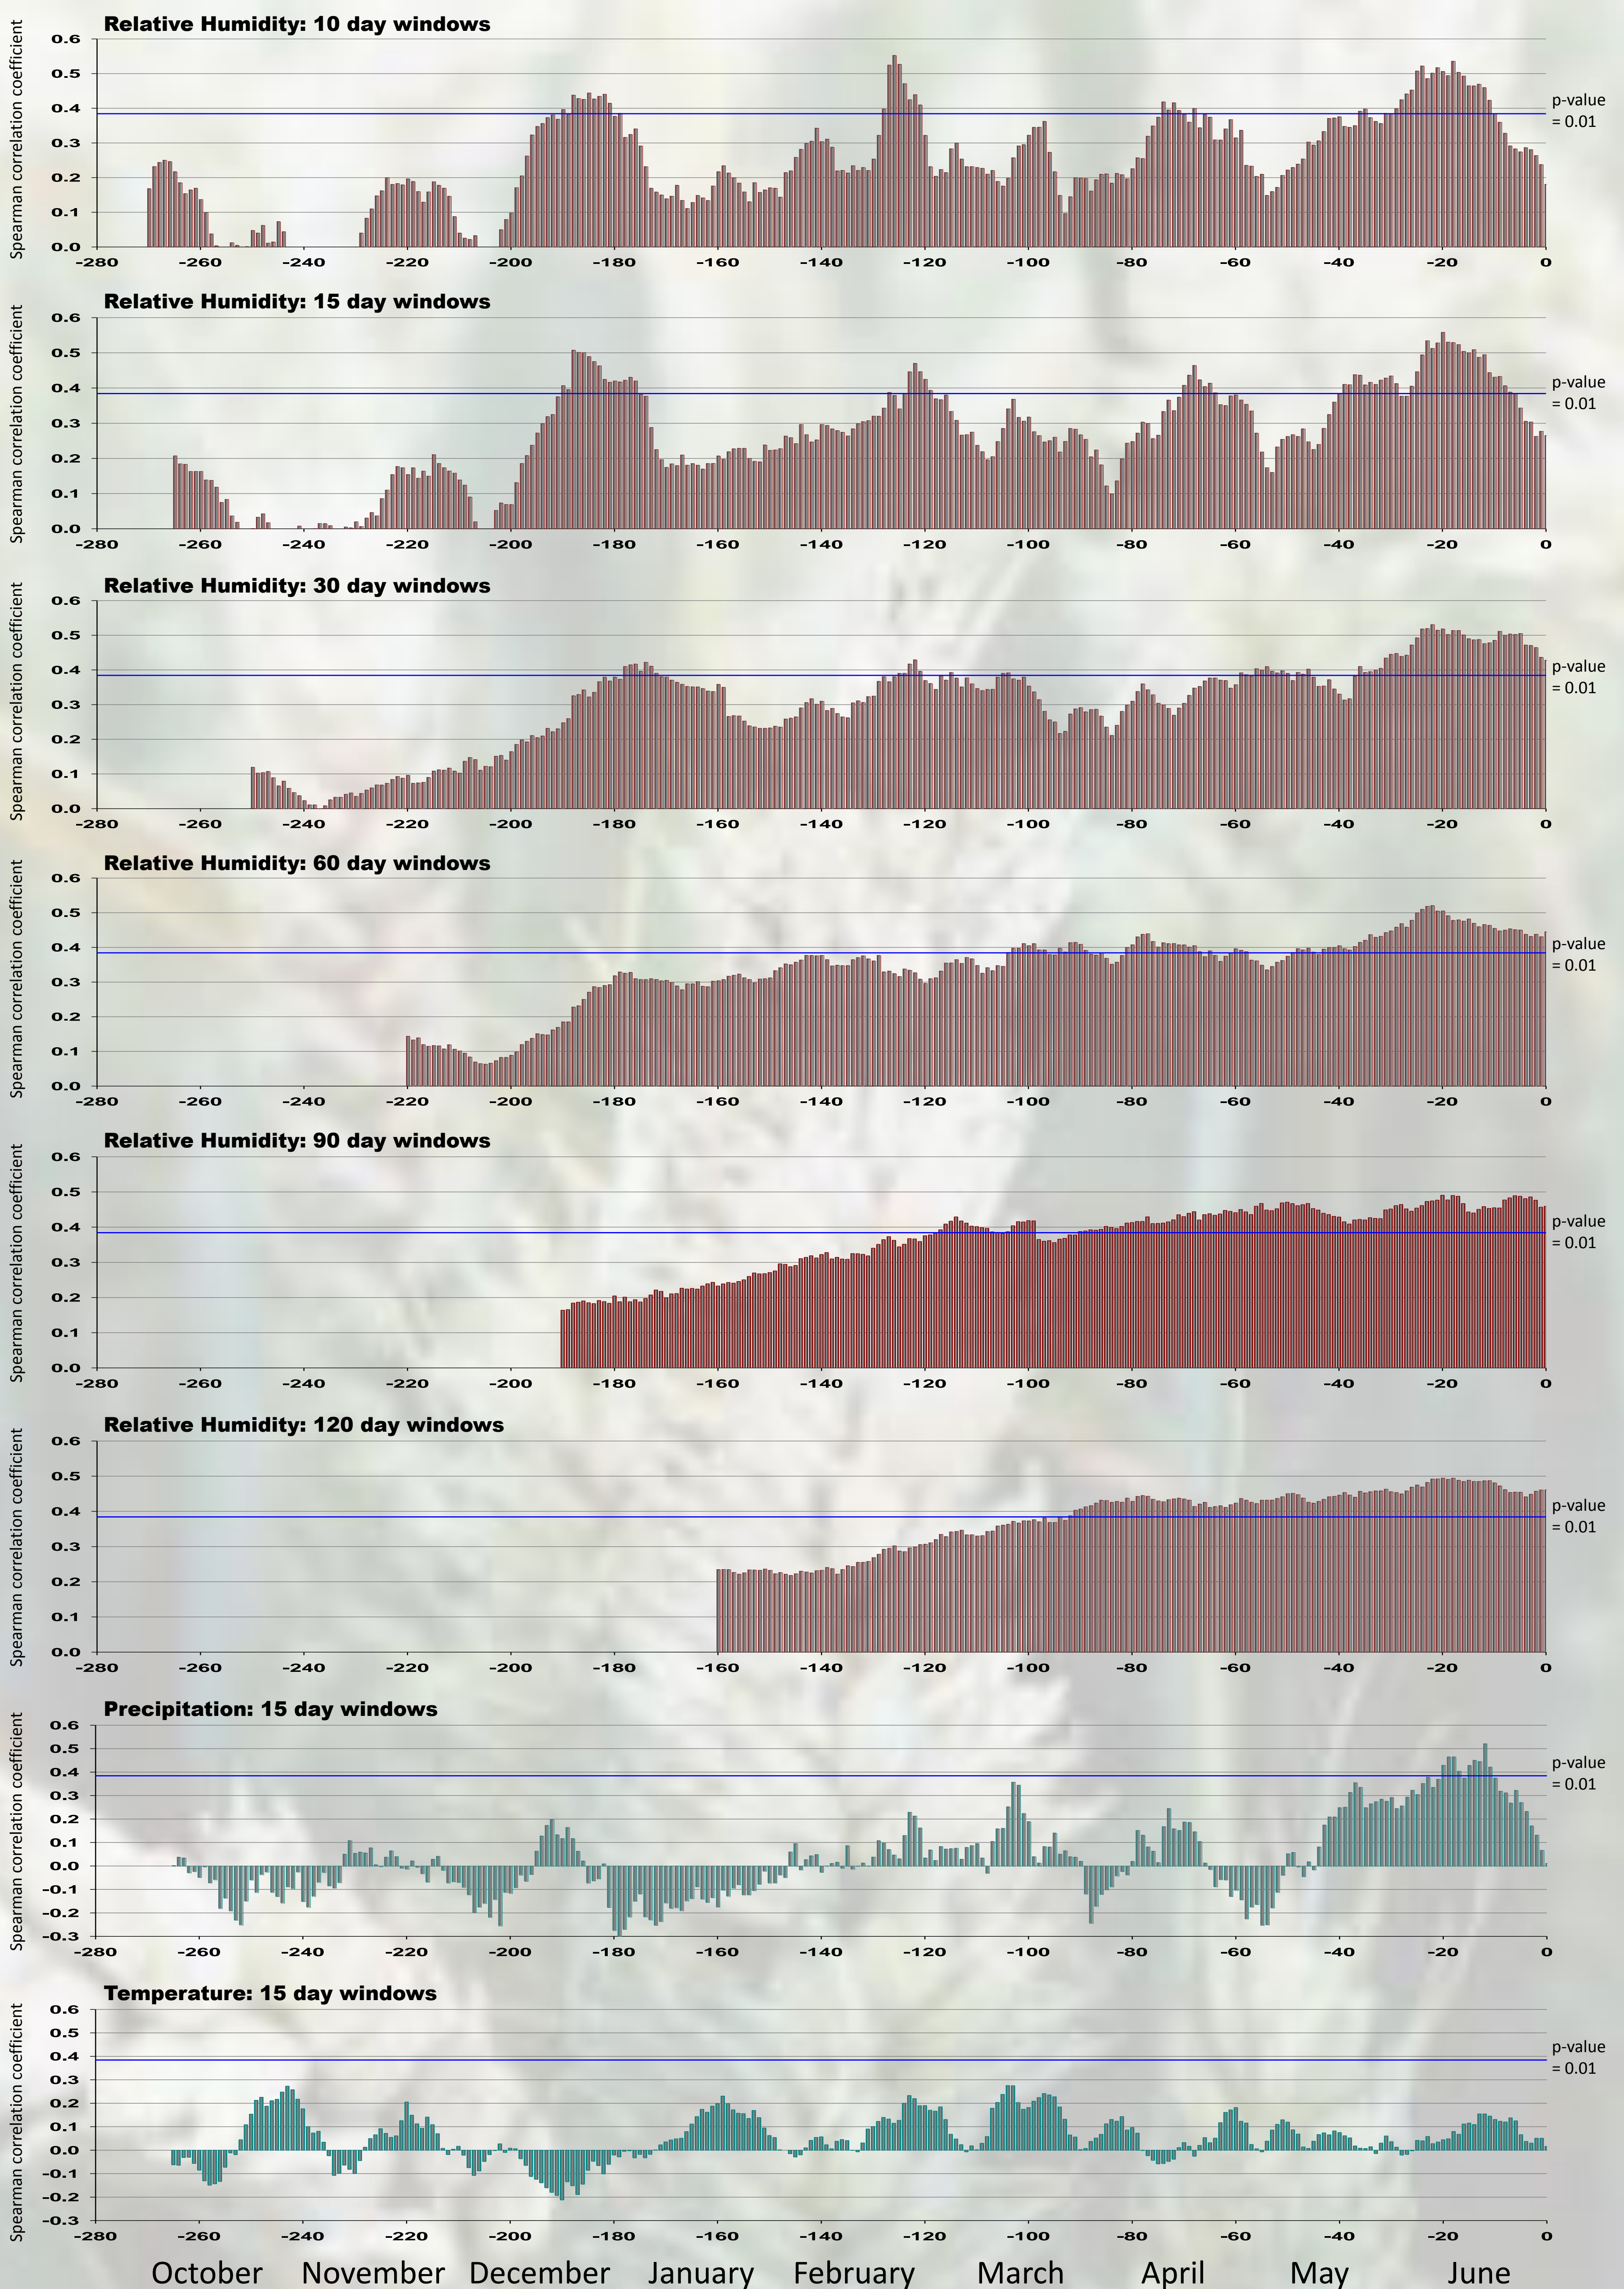 Relative Humidity: 10 day windows
Spearman correlation coefficient
0.6
0.5
0.4
0.3
0.2
0.1
0.0
p-value
= 0.01
-280 -260 -240 -220 -200 -180 -160 -140 -120 -100 -80 -60 -40 -20 0
Relative Humidity: 15 day windows
Spearman correlation coefficient
0.6
0.5
0.4
0.3
0.2
0.1
0.0
p-value
= 0.01
-280 -260 -240 -220 -200 -180 -160 -140 -120 -100 -80 -60 -40 -20 0
Relative Humidity: 30 day windows
Spearman correlation coefficient
0.6
0.5
0.4
0.3
0.2
0.1
0.0
p-value
= 0.01
-280 -260 -240 -220 -200 -180 -160 -140 -120 -100 -80 -60 -40 -20 0
Relative Humidity: 60 day windows
Spearman correlation coefficient
0.6
0.5
0.4
0.3
0.2
0.1
0.0
p-value
= 0.01
-280 -260 -240 -220 -200 -180 -160 -140 -120 -100 -80 -60 -40 -20 0
Relative Humidity: 90 day windows
Spearman correlation coefficient
0.6
0.5
0.4
0.3
0.2
0.1
0.0
p-value
= 0.01
-280 -260 -240 -220 -200 -180 -160 -140 -120 -100 -80 -60 -40 -20 0
Relative Humidity: 120 day windows
Spearman correlation coefficient
0.6
0.5
0.4
0.3
0.2
0.1
0.0
p-value
= 0.01
-280 -260 -240 -220 -200 -180 -160 -140 -120 -100 -80 -60 -40 -20 0
Precipitation: 15 day windows
Spearman correlation coefficient
0.6
0.5
0.4
0.3
0.2
0.1
0.0
-0.1
-0.2
-0.3
p-value
= 0.01
-280 -260 -240 -220 -200 -180 -160 -140 -120 -100 -80 -60 -40 -20 0
Temperature: 15 day windows
Spearman correlation coefficient
0.6
0.5
0.4
0.3
0.2
0.1
0.0
-0.1
-0.2
-0.3
p-value
= 0.01
-280 -260 -240 -220 -200 -180 -160 -140 -120 -100 -80 -60 -40 -20 0
October November December January February March April May June